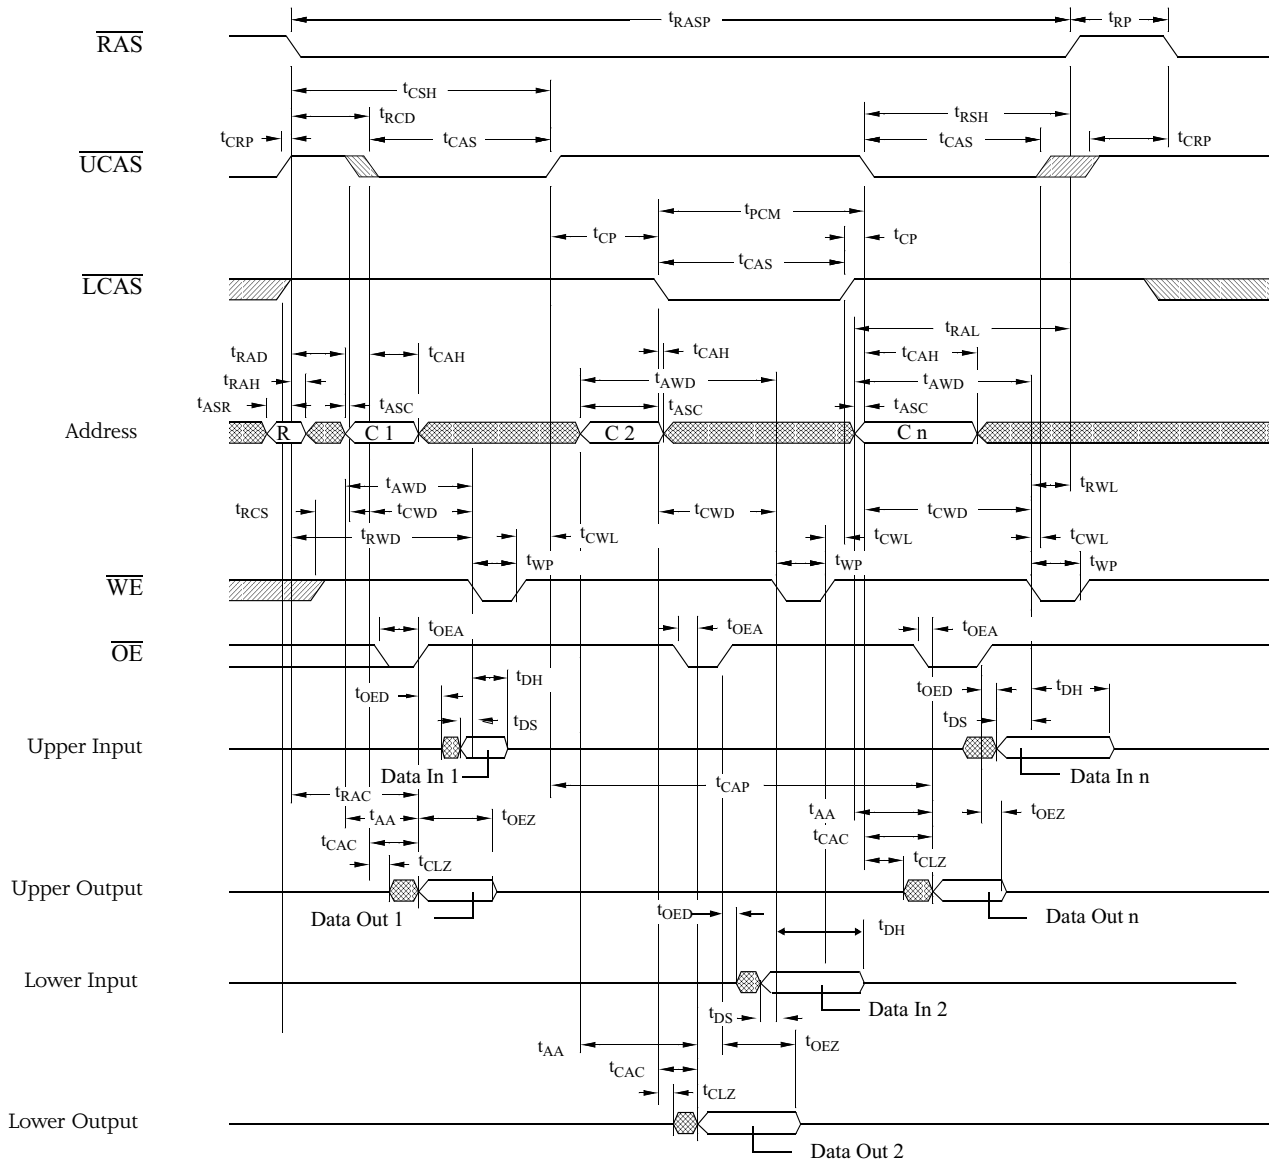 tRASP tRP
RAS
tCSH
tRCD tRSH
tCRP tCAS tCAS tCRP
UCAS
tPCM
tCP tCP
tCAS
LCAS
tRAL
tRAD tCAH tCAH tCAH
tRAH tAWD tAWD
tASR tASC tASC tASC
Address R C 1 C 2 C n
tAWD tRWL
tRCS tCWD tCWD tCWD
tRWD tCWL tCWL tCWL
tWP tWP tWP
WE
tOEA tOEA tOEA
OE
tDH tOED tDH
tOED
tDS tDS
Upper Input
Data In 1 Data In n
tRAC tCAP
tAA tOEZ tAA tOEZ
tCAC tCAC
tCLZ tCLZ
Upper Output
Data Out 1 tOED Data Out n
tDH
Lower Input
Data In 2
tDS
tAA tOEZ
tCAC
tCLZ
Lower Output
Data Out 2